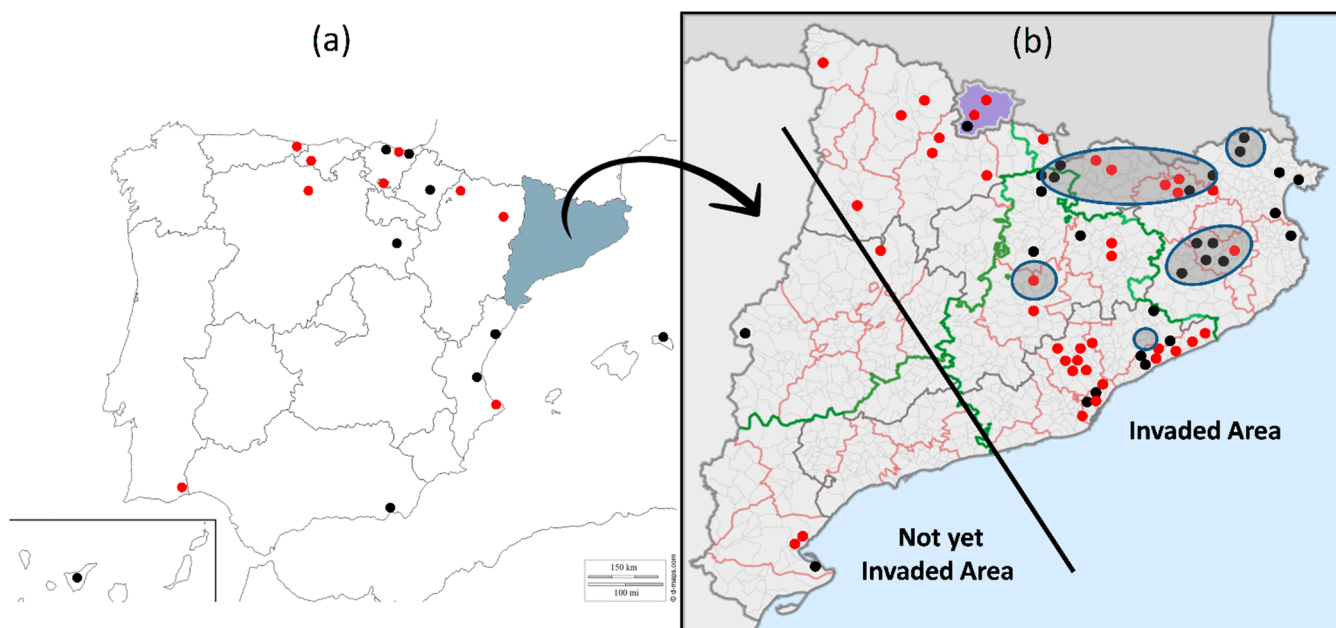 (a)
(b)
Invaded Area
Not yet
Invaded Area
150 km
100 mi
© d-maps.com